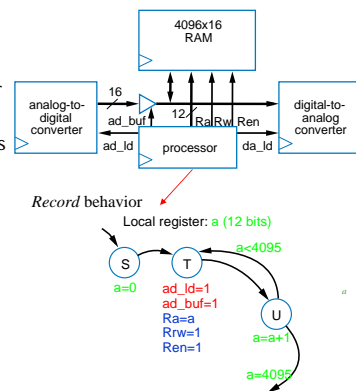 4096x16
RAM
16
analog-to-
digital
converter
ad_buf
12
Ra Rw Ren
digital-to-
analog
converter
ad_ld
processor
da_ld
s
Record behavior
Local register: a (12 bits)
a<4095
S
T
a=0
ad_ld=1
ad_buf=1
Ra=a
Rrw=1
Ren=1
U
a=a+1
a=4095
a